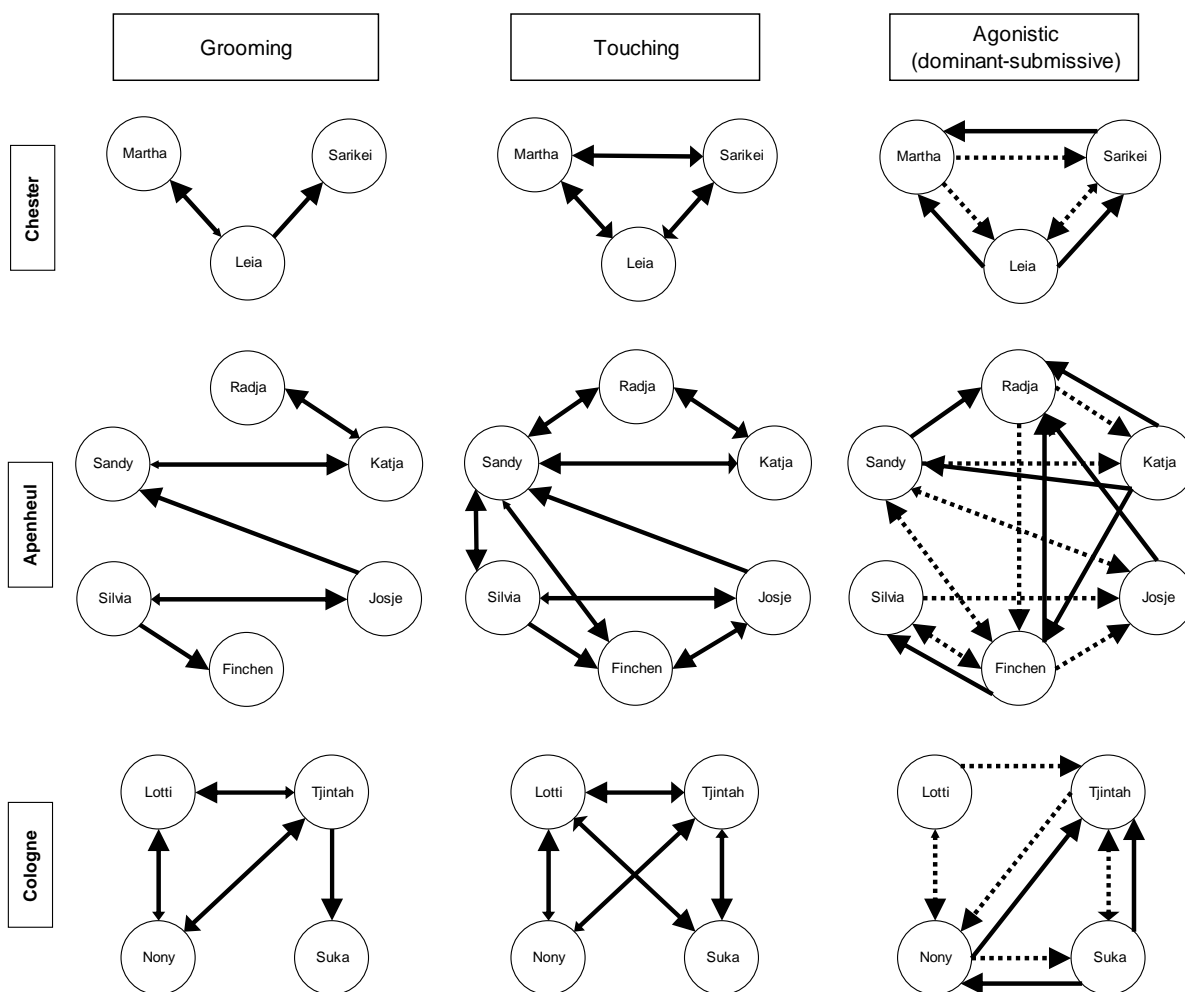 Grooming
Touching
Agonistic
(dominant-submissive)
Chester
Martha
Sarikei
Leia
Martha
Sarikei
Leia
Martha
Sarikei
Leia
Apenheul
Radja
Sandy
Katja
Silvia
Josje
Finchen
Radja
Sandy
Katja
Silvia
Josje
Finchen
Radja
Sandy
Katja
Silvia
Josje
Finchen
Cologne
Lotti
Tjintah
Nony
Suka
Lotti
Tjintah
Nony
Suka
Lotti
Tjintah
Nony
Suka